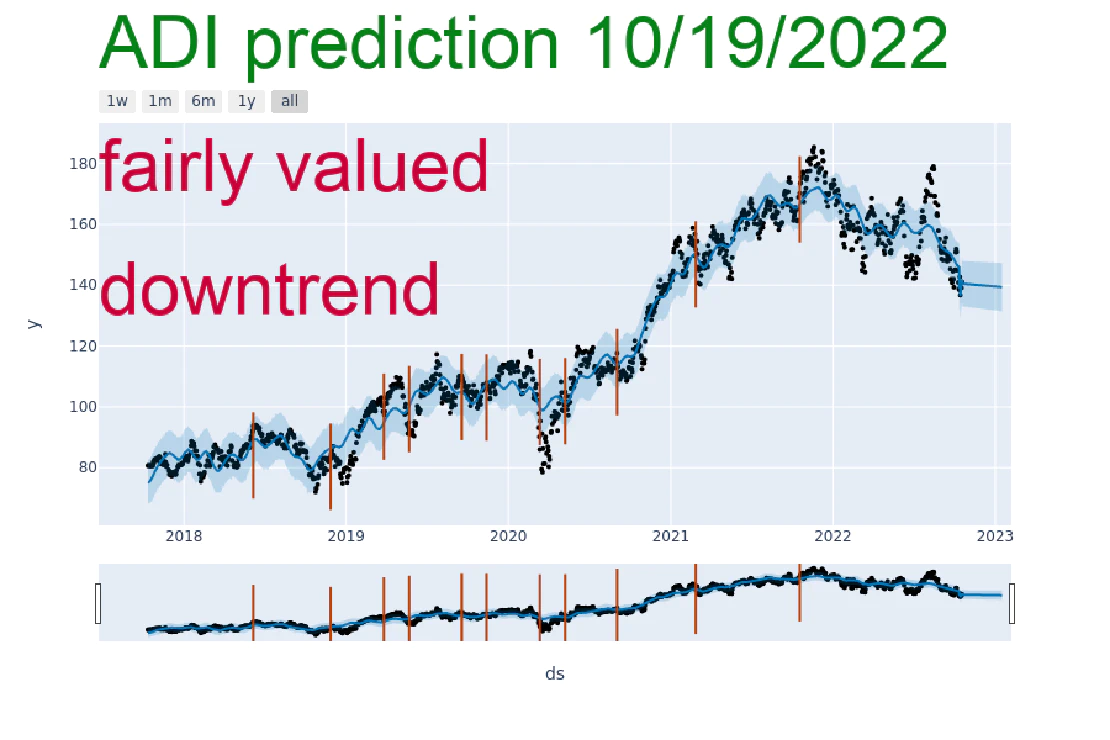 ADI prediction 10/19/2022
1w 1m 6m 1y all
fairly valued
downtrend
180
160
140
120
100
80
y
2018 2019 2020 2021 2022 2023
ds